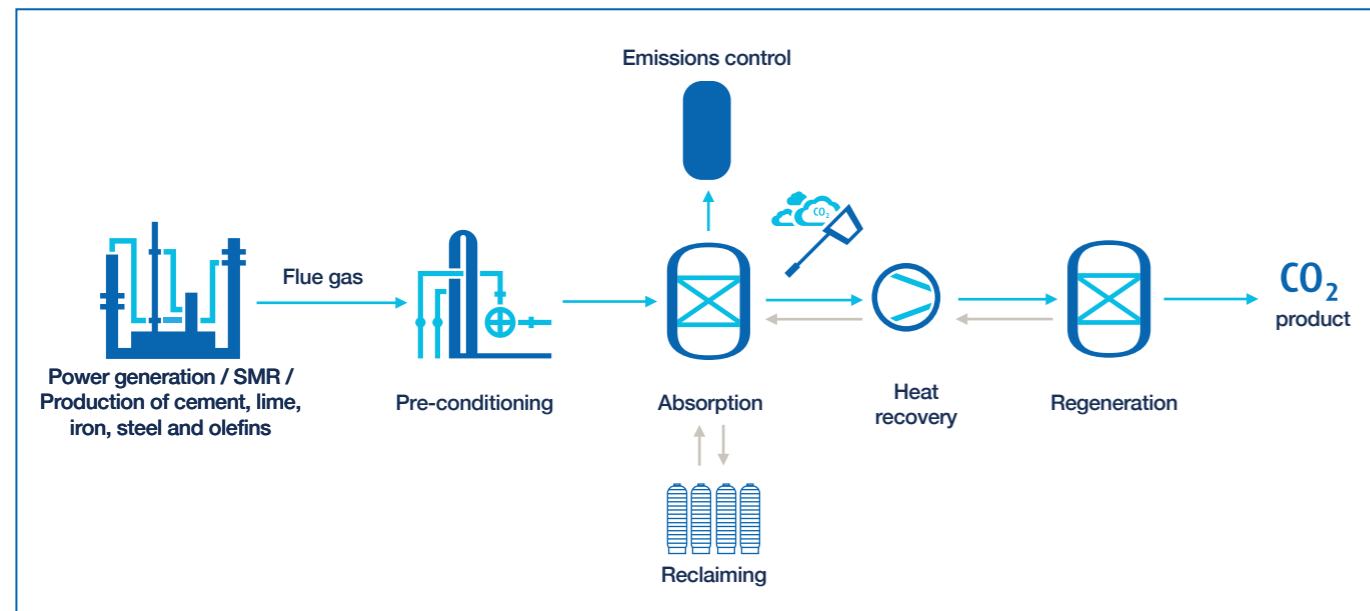 Emissions control
CO₂
Flue gas
CO₂
product
Power generation / SMR /
Production of cement, lime,
iron, steel and olefins
Pre-conditioning
Absorption
Heat
recovery
Regeneration
Reclaiming